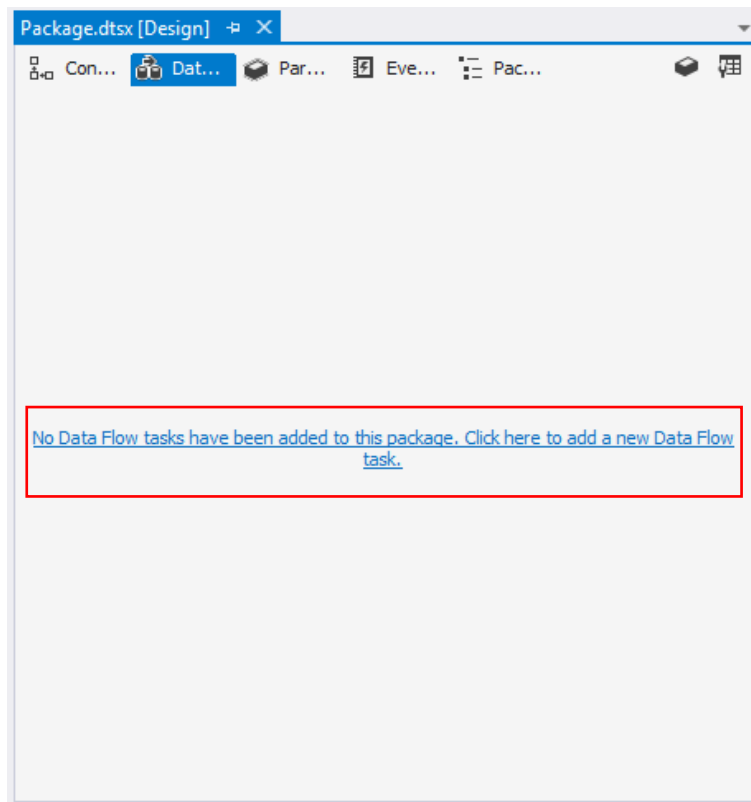 Package.dtsx [Design]
Con... Dat... Par... Eve... Pac...
No Data Flow tasks have been added to this package. Click here to add a new Data Flow
task.